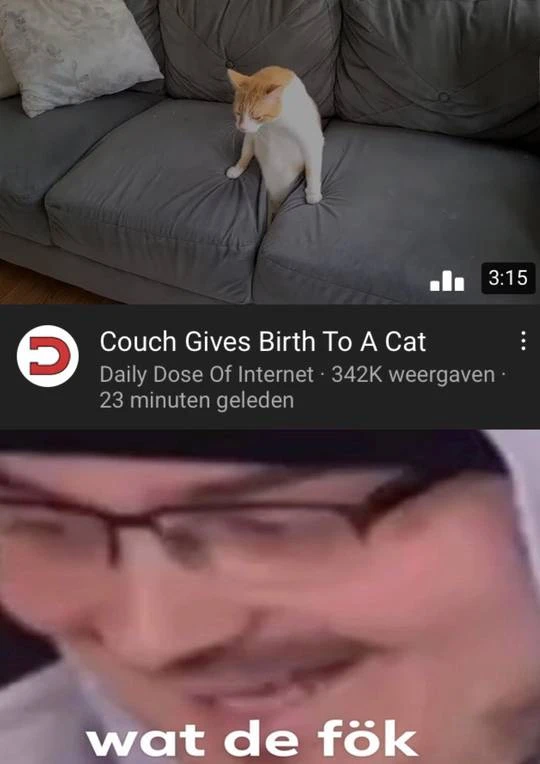 3:15
Couch Gives Birth To A Cat
Daily Dose Of Internet · 342K weergaven ·
23 minuten geleden
wat de fök